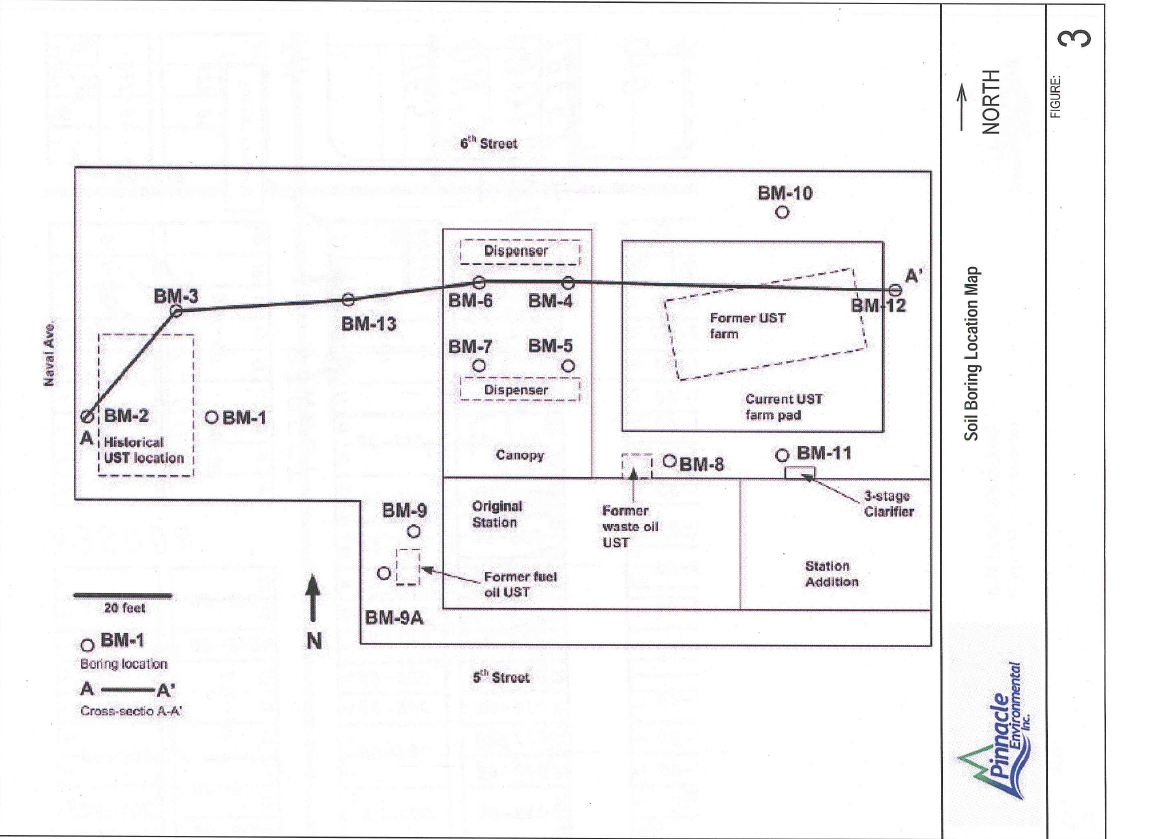 6th Street
BM-10
Dispenser
A'
BM-3
BM-6
BM-4
BM-12
BM-13
Former UST
farm
Naval Ave.
BM-7
BM-5
Dispenser
Current UST
farm pad
BM-2
BM-1
A
Historical
UST location
Canopy
BM-8
BM-11
3-stage
Clarifier
BM-9
Original
Station
Former
waste oil
UST
Former fuel
oil UST
Station
Addition
BM-9A
20 feet
N
BM-1
Boring location
A
A'
Cross-sectio A-A'
5th Street
NORTH
Soil Boring Location Map
Pinnacle
Environmental
Inc.
FIGURE:
3